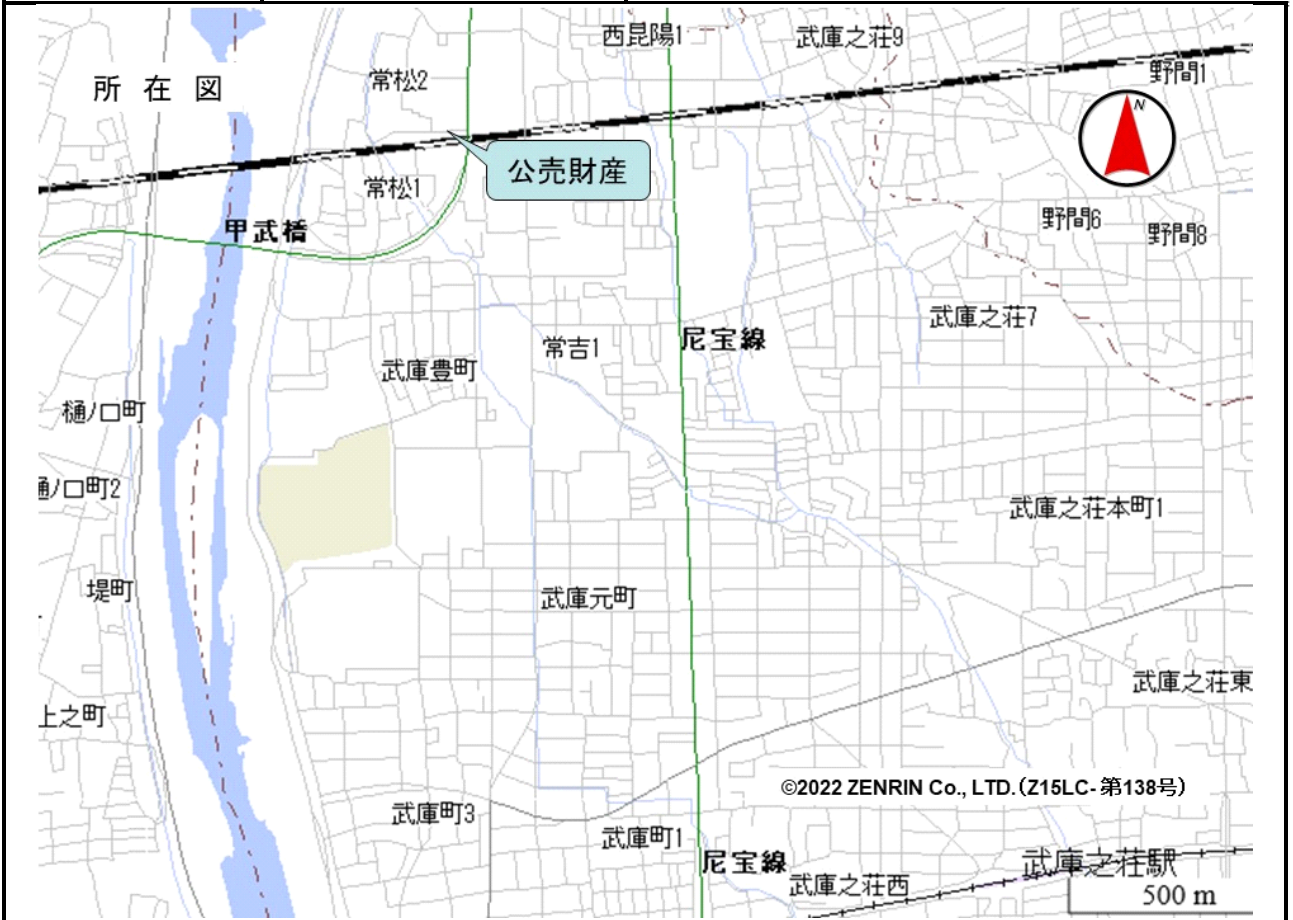 西昆陽1
武庫之荘9
所在図
常松2
野間1
N
公売財産
常松1
野間6
野間8
甲武橋
武庫之荘7
尼宝線
常吉1
武庫豊町
樋ノ口町
樋ノ口町2
武庫之荘本町1
堤町
武庫元町
武庫之荘東
上之町
©2022 ZENRIN Co., LTD.(Z15LC-第138号)
武庫町3
武庫町1
尼宝線
武庫之荘駅
武庫之荘西
500 m